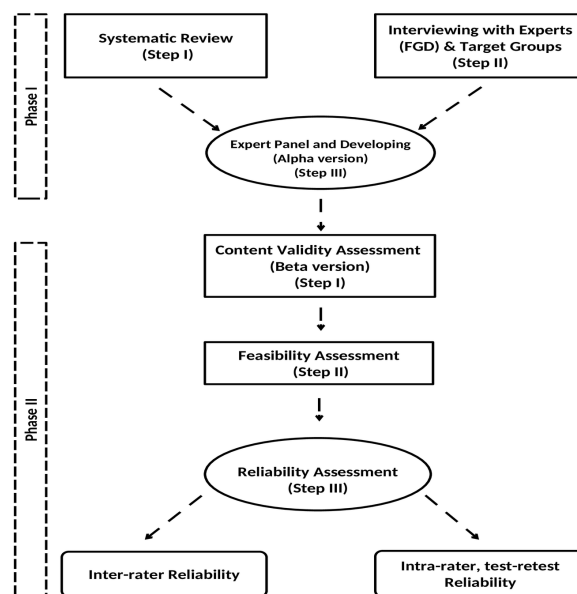 Phase I
Systematic Review
(Step I)
Interviewing with Experts
(FGD) & Target Groups
(Step II)
Expert Panel and Developing
(Alpha version)
(Step III)
Phase II
Content Validity Assessment
(Beta version)
(Step I)
Feasibility Assessment
(Step II)
Reliability Assessment
(Step III)
Inter-rater Reliability
Intra-rater, test-retest
Reliability